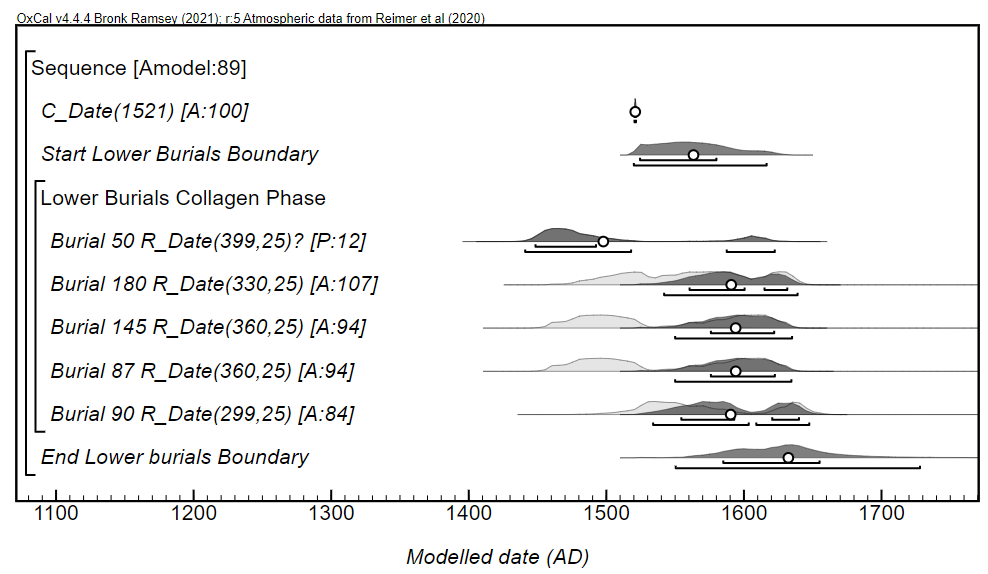 OxCal v4.4.4 Bronk Ramsey (2021); r:5 Atmospheric data from Reimer et al (2020)
Sequence [Amodel:89]
C_Date(1521) [A:100]
Start Lower Burials Boundary
Lower Burials Collagen Phase
Burial 50 R_Date(399,25)? [P:12]
Burial 180 R_Date(330,25) [A:107]
Burial 145 R_Date(360,25) [A:94]
Burial 87 R_Date(360,25) [A:94]
Burial 90 R_Date(299,25) [A:84]
End Lower burials Boundary
1100 1200 1300 1400 1500 1600 1700
Modelled date (AD)